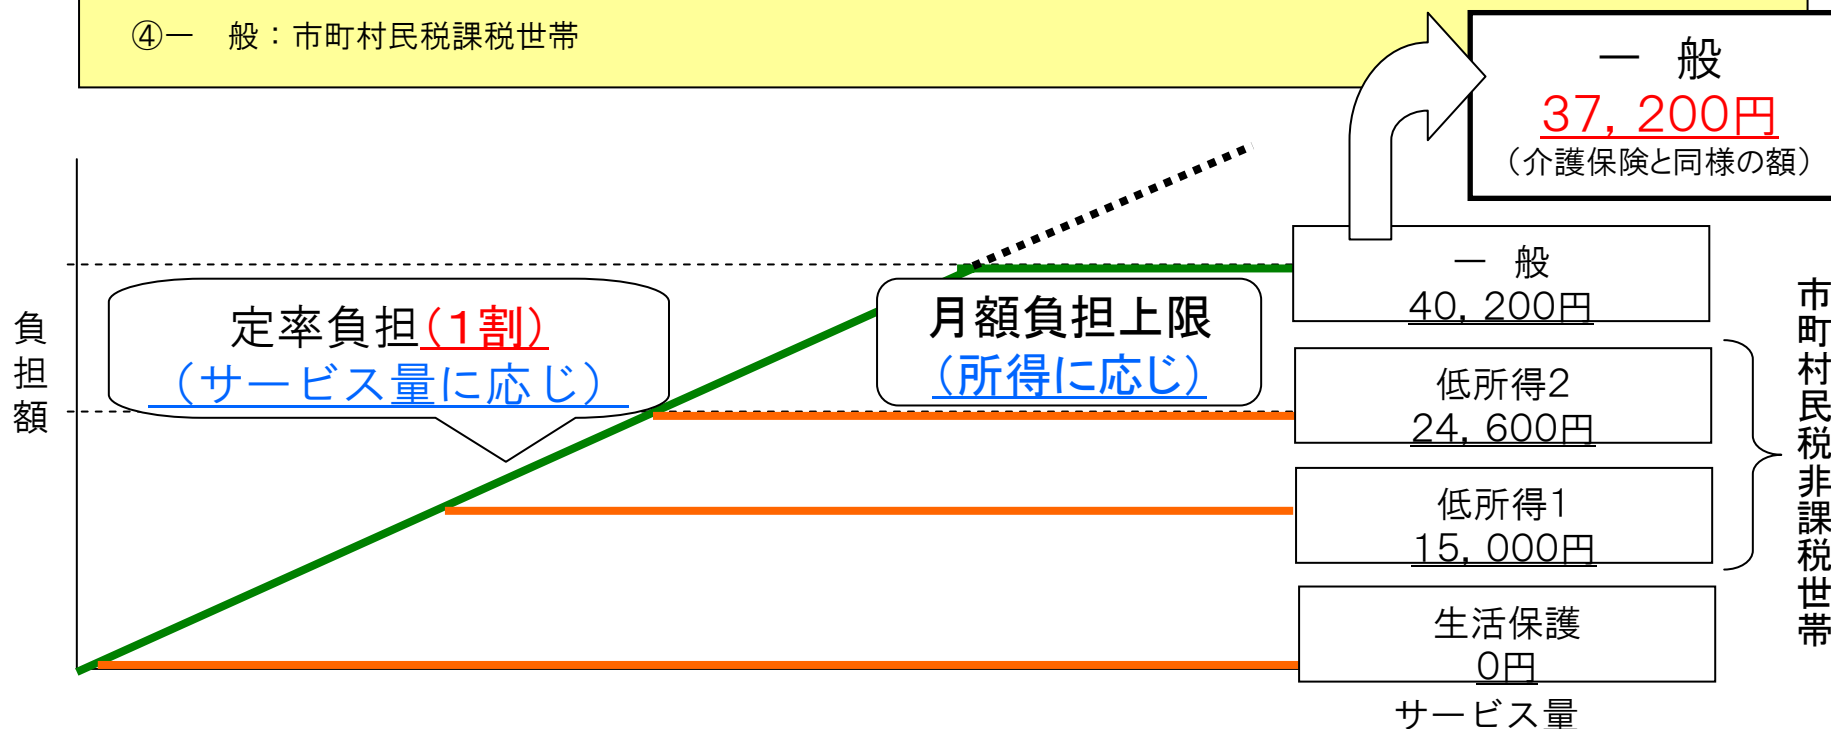 ④一　般：市町村民税課税世帯
一　般
37，200円
（介護保険と同様の額）
一　般
40，200円
定率負担（1割）
（サービス量に応じ）
月額負担上限
（所得に応じ）
負担額
低所得2
24，600円
低所得1
15，000円
生活保護
0円
市町村民税非課税世帯
サービス量